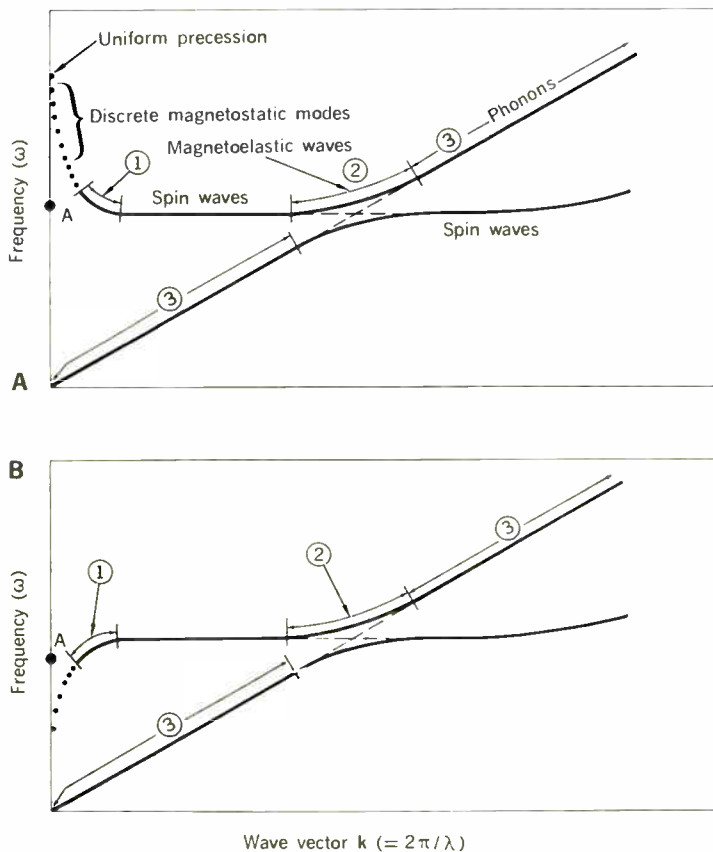 Uniform precession
Discrete magnetostatic modes
Magnetoelastic waves
Phonons
①
②
③
A
Spin waves
Spin waves
③
Frequency (ω)
A
B
③
②
①
A
③
Frequency (ω)
Wave vector k (= 2π/λ)